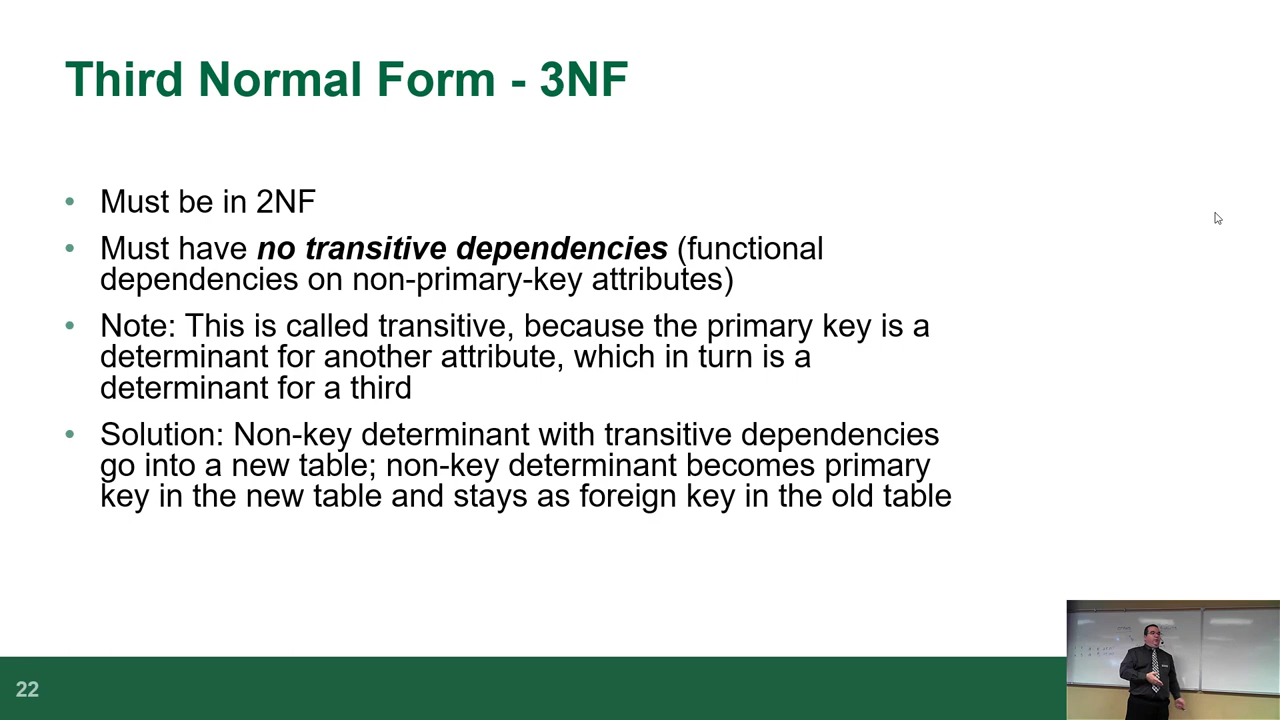 Third Normal Form - 3NF
• Must be in 2NF
• Must have no transitive dependencies (functional
dependencies on non-primary-key attributes)
• Note: This is called transitive, because the primary key is a
determinant for another attribute, which in turn is a
determinant for a third
• Solution: Non-key determinant with transitive dependencies
go into a new table; non-key determinant becomes primary
key in the new table and stays as foreign key in the old table
22